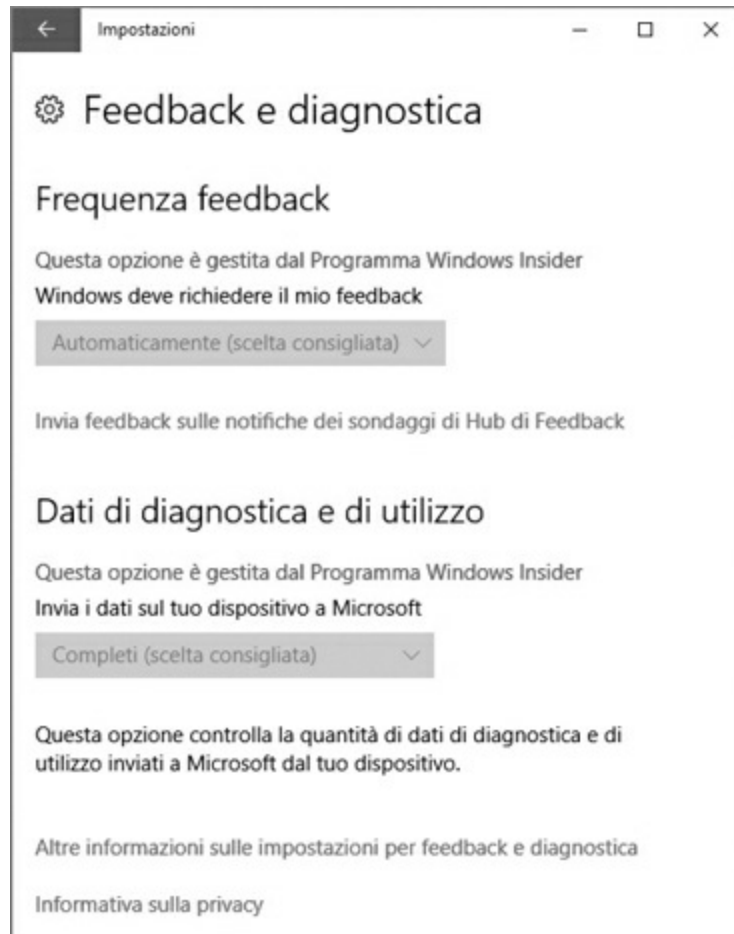 Impostazioni
Feedback e diagnostica
Frequenza feedback
Questa opzione è gestita dal Programma Windows Insider
Windows deve richiedere il mio feedback
Automaticamente (scelta consigliata)
Invia feedback sulle notifiche dei sondaggi di Hub di Feedback
Dati di diagnostica e di utilizzo
Questa opzione è gestita dal Programma Windows Insider
Invia i dati sul tuo dispositivo a Microsoft
Completi (scelta consigliata)
Questa opzione controlla la quantità di dati di diagnostica e di
utilizzo inviati a Microsoft dal tuo dispositivo.
Altre informazioni sulle impostazioni per feedback e diagnostica
Informativa sulla privacy